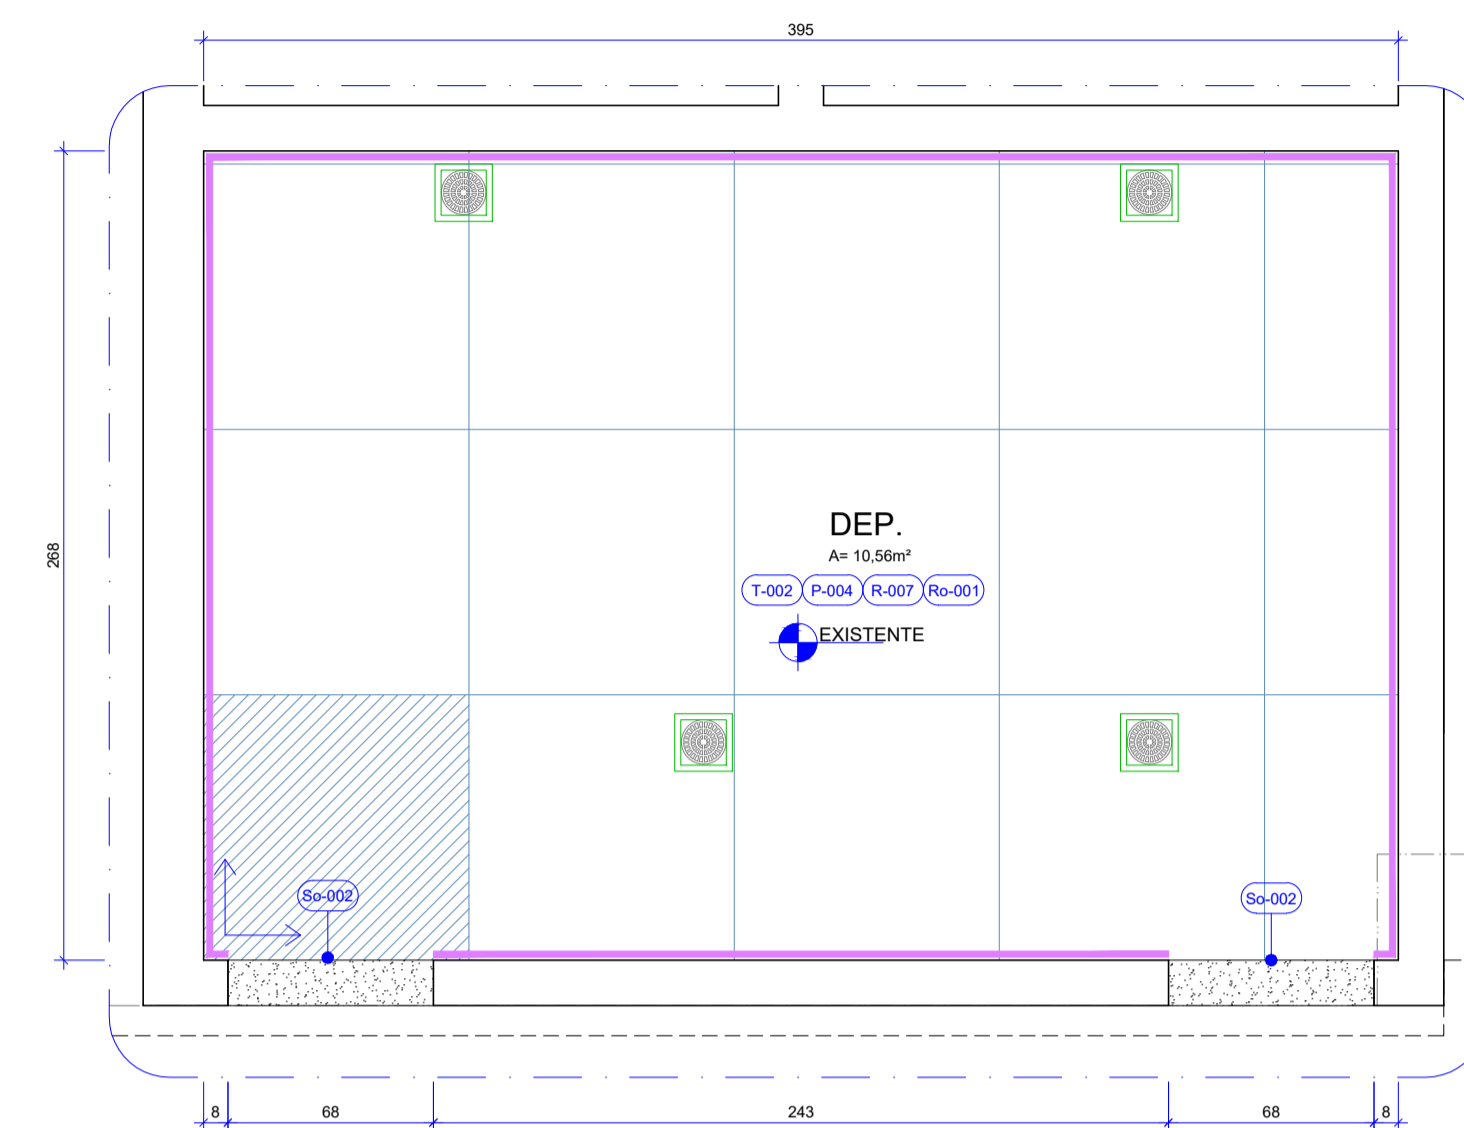 395
268
DEP.
A= 10,56m²
T-002 P-004 R-007 Ro-001
EXISTENTE
So-002 So-002
8 68 243 68 8